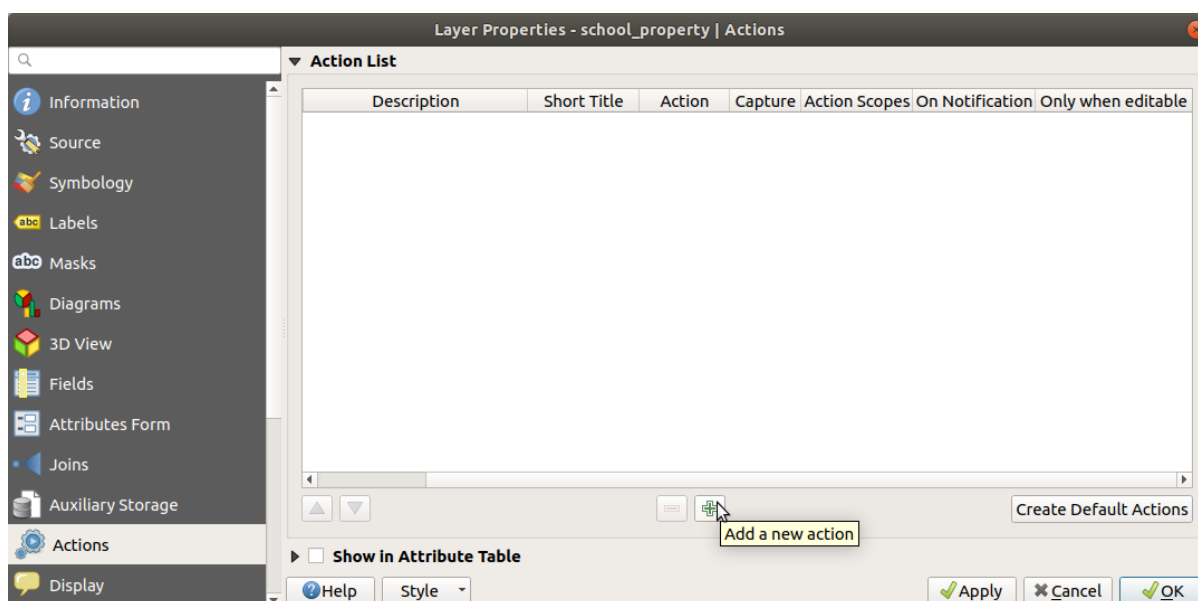 Layer Properties - school_property | Actions
Action List
Information
Source
Symbology
abc Labels
abc Masks
Diagrams
3D View
Fields
Attributes Form
Joins
Auxiliary Storage
Actions
Display
Description Short Title Action Capture Action Scopes On Notification Only when editable
Create Default Actions
Add a new action
Show in Attribute Table
Help Style Apply Cancel OK